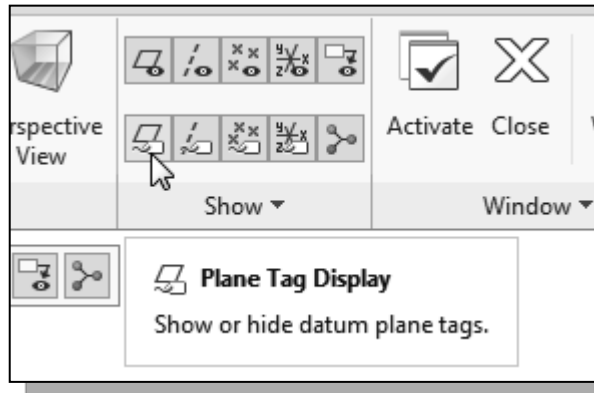 rspective
View
Activate Close
Show
Window
Plane Tag Display
Show or hide datum plane tags.